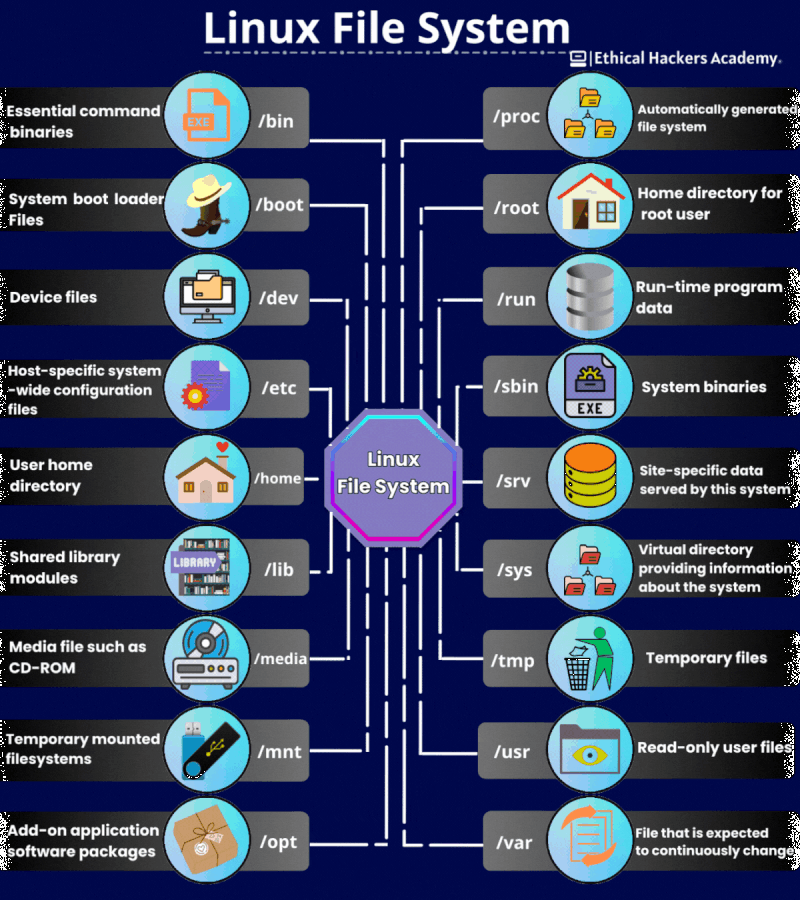 Linux File System
|Ethical Hackers Academy.
Essential command
binaries
EXE
/bin
System boot loader
Files
/boot
Device files
/dev
Host-specific system
-wide configuration
files
/etc
User home
directory
/home
Shared library
modules
LIBRARY
/lib
Media file such as
CD-ROM
/media
Temporary mounted
filesystems
/mnt
Add-on application
software packages
/opt
Linux
File System
/proc
Automatically generated
file system
/root
Home directory for
root user
/run
Run-time program
data
/sbin
EXE
System binaries
/srv
Site-specific data
served by this system
/sys
Virtual directory
providing information
about the system
/tmp
Temporary files
/usr
Read-only user files
/var
File that is expected
to continuously change